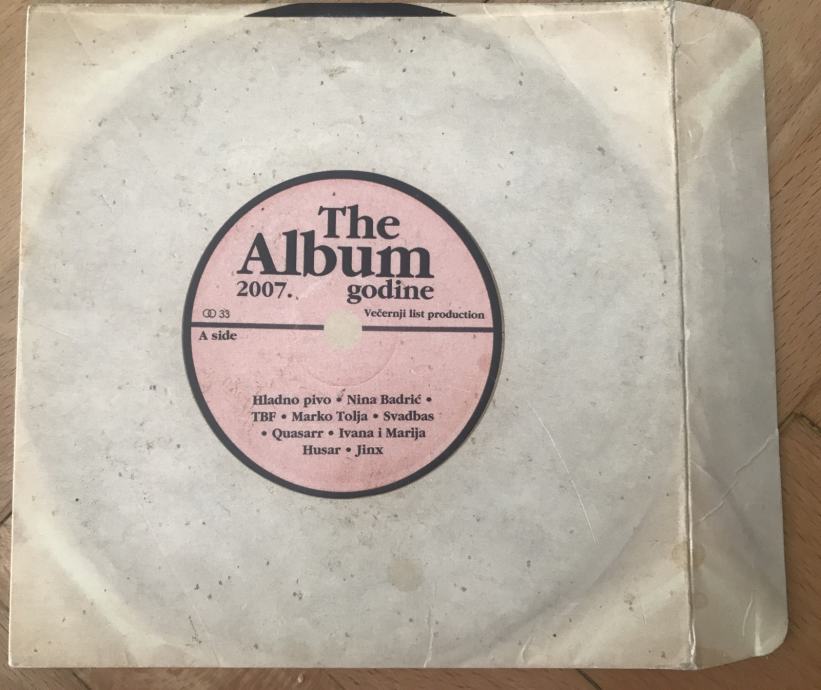 The
Album
2007. godine
33 Večernji list production
A side
Hladno pivo • Nina Badrić •
TBF • Marko Tolja • Svadbas
• Quasarr • Ivana i Marija
Husar • Jinx